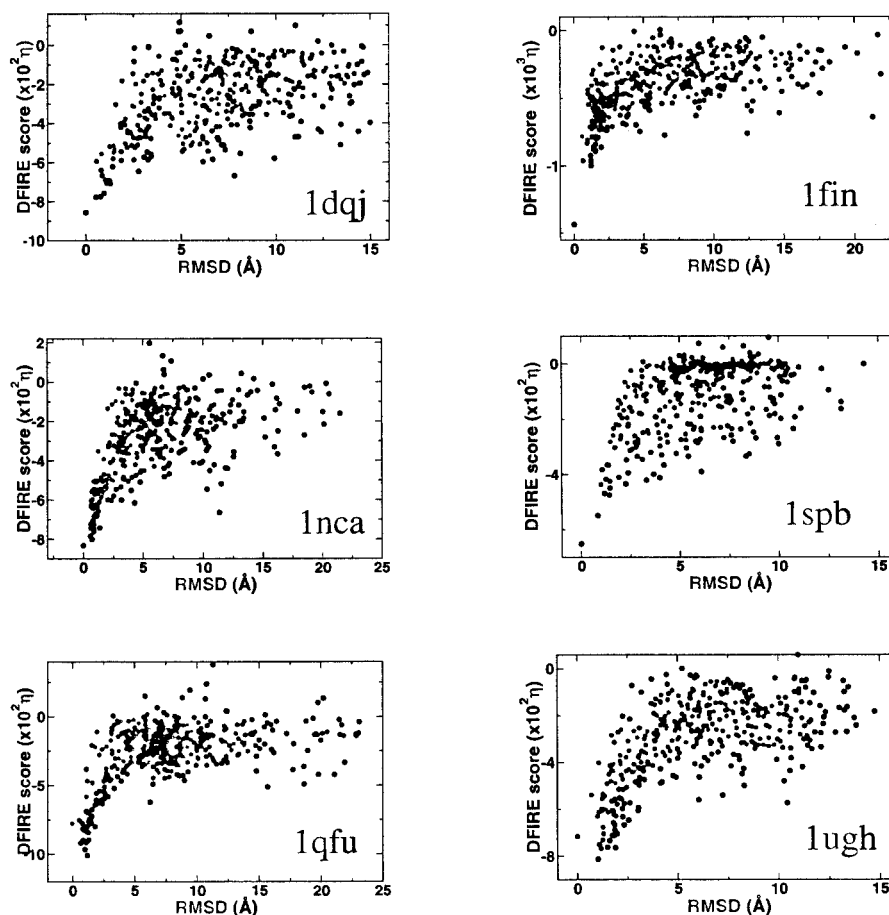 0
-2
-4
-6
-8
-10
DFIRE score (x10²η)
1dqj
0 5 10 15
RMSD (Å)
0
-1
DFIRE score (x10³η)
1fin
0 5 10 15 20
RMSD (Å)
2
0
-2
-4
-6
-8
DFIRE score (x10²η)
1nca
0 5 10 15 20 25
RMSD (Å)
0
-4
DFIRE score (x10²η)
1spb
0 5 10 15
RMSD (Å)
0
-5
10
DFIRE score (x10²η)
1qfu
0 5 10 15 20 25
RMSD (Å)
0
-4
-8
DFIRE score (x10²η)
1ugh
0 5 10 15
RMSD (Å)